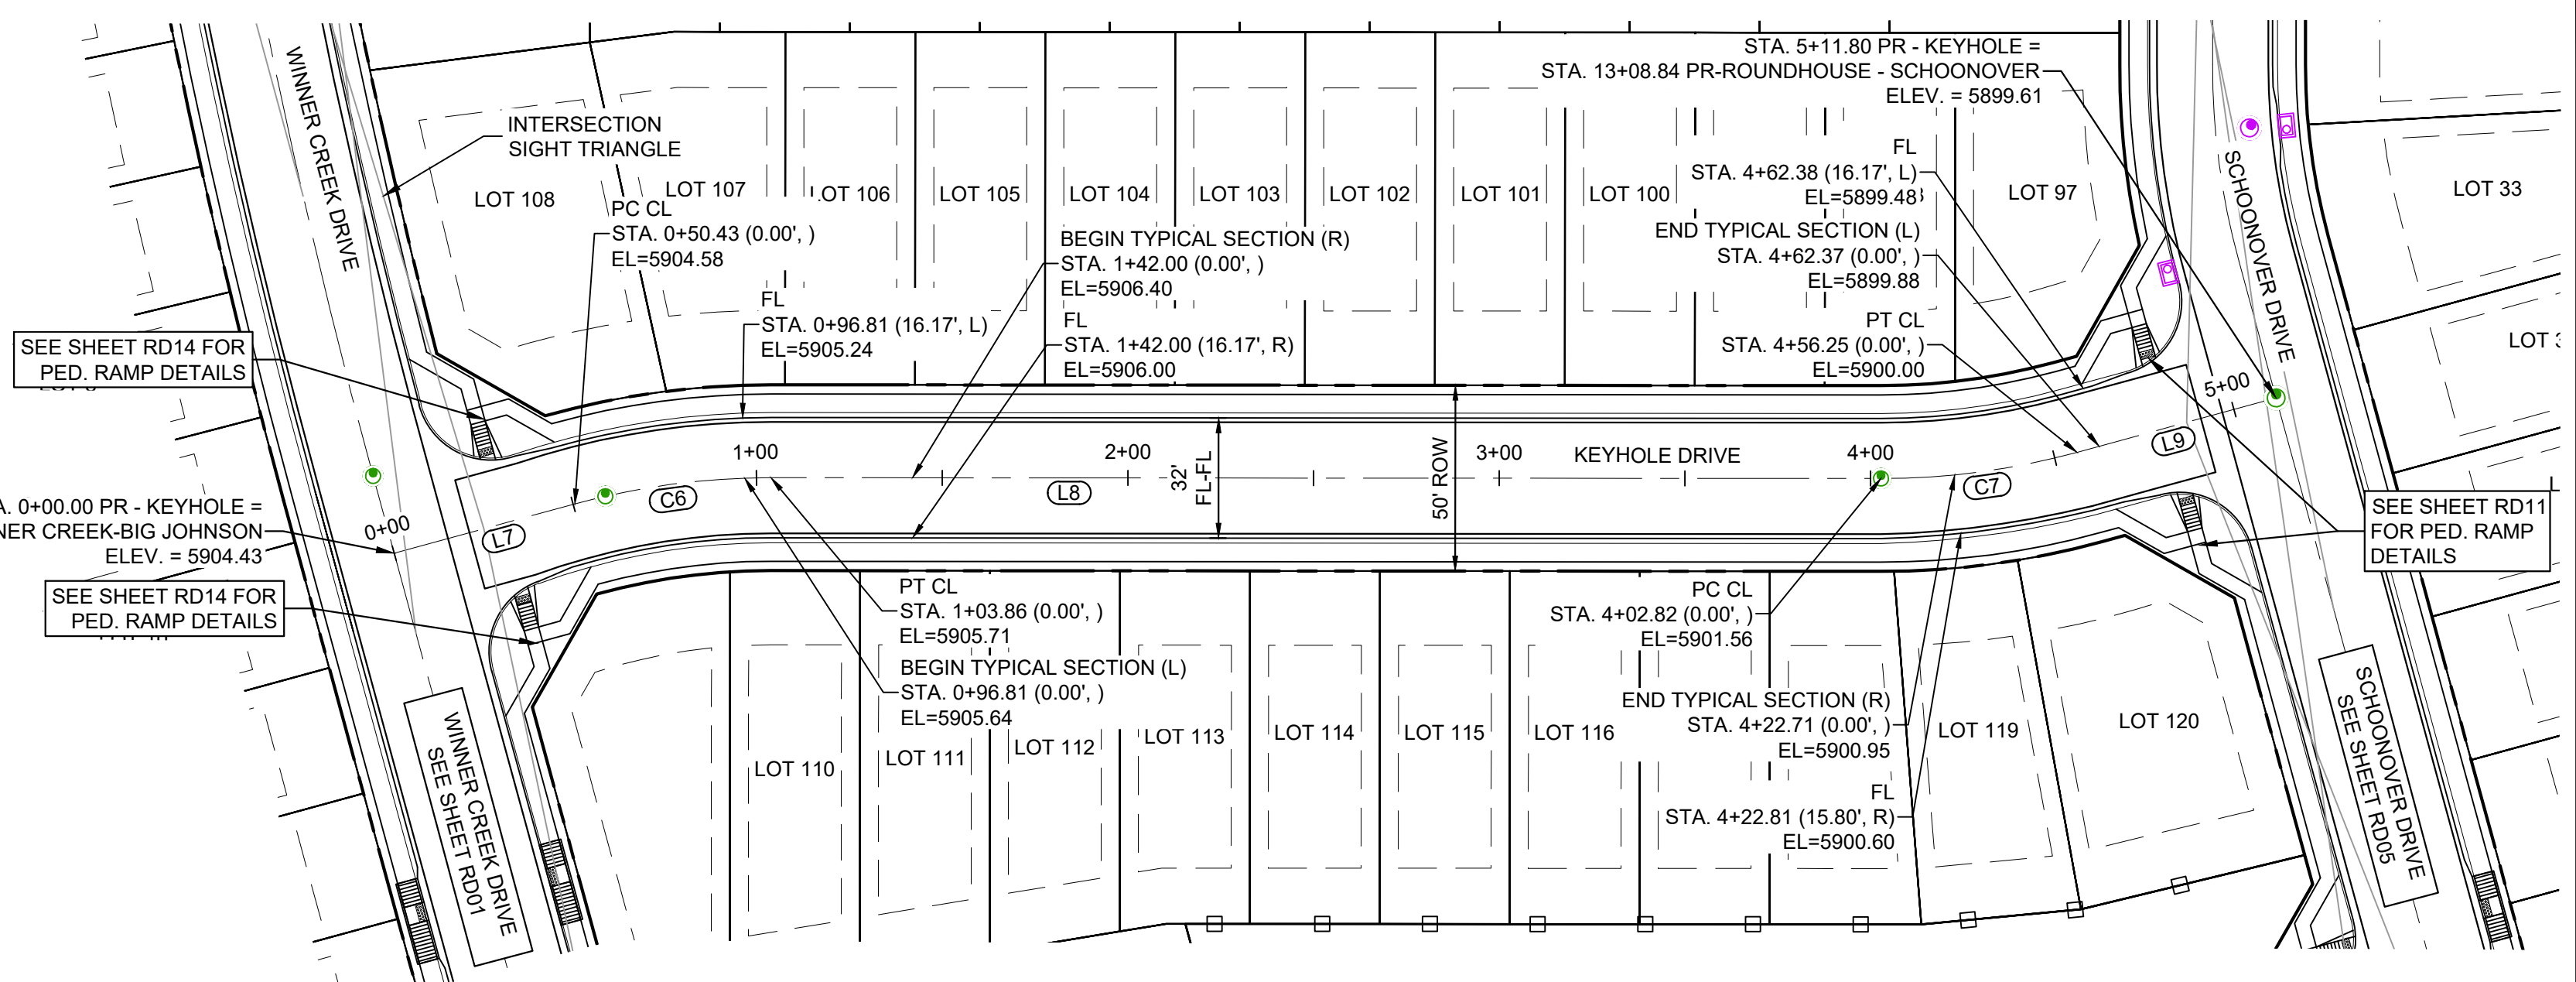 WINNER CREEK DRIVE
INTERSECTION
SIGHT TRIANGLE
LOT 108
LOT 107
PC CL
STA. 0+50.43 (0.00', )
EL=5904.58
LOT 105
LOT 104
LOT 103
LOT 102
LOT 101
LOT 100
LOT 97
LOT 33
STA. 5+11.80 PR - KEYHOLE =
STA. 13+08.84 PR-ROUNDHOUSE - SCHOONOVER
ELEV. = 5899.61
FL
STA. 4+62.38 (16.17', L)
EL=5899.48
END TYPICAL SECTION (L)
STA. 4+62.37 (0.00', )
EL=5899.88
PT CL
STA. 4+56.25 (0.00', )
EL=5900.00
SCHOONOVER DRIVE
BEGIN TYPICAL SECTION (R)
STA. 1+42.00 (0.00', )
EL=5906.40
FL
STA. 1+42.00 (16.17', R)
EL=5906.00
FL
STA. 0+96.81 (16.17', L)
EL=5905.24
SEE SHEET RD14 FOR
PED. RAMP DETAILS
0+00
L7
C6
1+00
L8
2+00
32'
FL-FL
50' ROW
3+00
KEYHOLE DRIVE
4+00
C7
L9
5+00
STA. 0+00.00 PR - KEYHOLE =
CREEK-BIG JOHNSON
ELEV. = 5904.43
SEE SHEET RD14 FOR
PED. RAMP DETAILS
SEE SHEET RD11
FOR PED. RAMP
DETAILS
PT CL
STA. 1+03.86 (0.00', )
EL=5905.71
BEGIN TYPICAL SECTION (L)
STA. 0+96.81 (0.00', )
EL=5905.64
PC CL
STA. 4+02.82 (0.00', )
EL=5901.56
END TYPICAL SECTION (R)
STA. 4+22.71 (0.00', )
EL=5900.95
FL
STA. 4+22.81 (15.80', R)
EL=5900.60
LOT 110
LOT 111
LOT 112
LOT 113
LOT 114
LOT 115
LOT 116
LOT 119
LOT 120
WINNER CREEK DRIVE
SEE SHEET RD01
SCHOONOVER DRIVE
SEE SHEET RD05